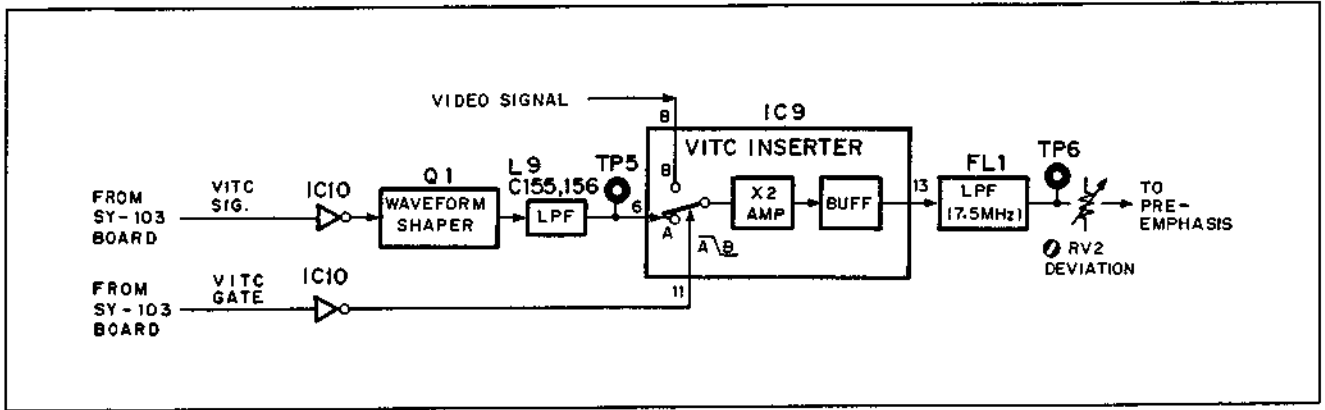 VIDEO SIGNAL
8
IC9
VITC INSERTER
B
L9
C155,156
TP5
FL1
TP6
Q1
IC10
FROM
SY-103
BOARD
VITC
SIG.
WAVEFORM
SHAPER
LPF
6
A
X2
AMP
BUFF
13
LPF
(7.5MHz)
TO
PRE-
EMPHASIS
A B
RV2
DEVIATION
FROM
SY-103
BOARD
VITC
GATE
IC10
11